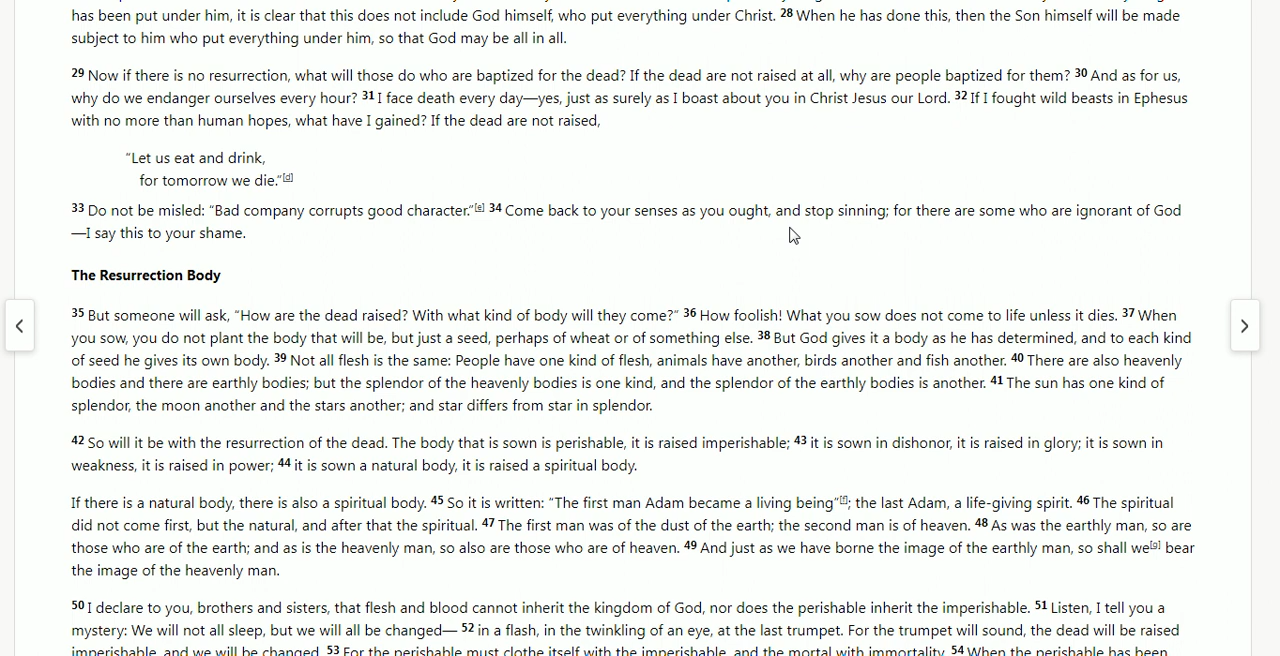 has been put under him, it is clear that this does not include God himself, who put everything under Christ. 28 When he has done this, then the Son himself will be made
subject to him who put everything under him, so that God may be all in all.
29 Now if there is no resurrection, what will those do who are baptized for the dead? If the dead are not raised at all, why are people baptized for them? 30 And as for us,
why do we endanger ourselves every hour? 31 I face death every day—yes, just as surely as I boast about you in Christ Jesus our Lord. 32 If I fought wild beasts in Ephesus
with no more than human hopes, what have I gained? If the dead are not raised,
“Let us eat and drink,
for tomorrow we die.”[d]
33 Do not be misled: “Bad company corrupts good character.”[e] 34 Come back to your senses as you ought, and stop sinning; for there are some who are ignorant of God
—I say this to your shame.
The Resurrection Body
35 But someone will ask, “How are the dead raised? With what kind of body will they come?” 36 How foolish! What you sow does not come to life unless it dies. 37 When
you sow, you do not plant the body that will be, but just a seed, perhaps of wheat or of something else. 38 But God gives it a body as he has determined, and to each kind
of seed he gives its own body. 39 Not all flesh is the same: People have one kind of flesh, animals have another, birds another and fish another. 40 There are also heavenly
bodies and there are earthly bodies; but the splendor of the heavenly bodies is one kind, and the splendor of the earthly bodies is another. 41 The sun has one kind of
splendor, the moon another and the stars another; and star differs from star in splendor.
42 So will it be with the resurrection of the dead. The body that is sown is perishable, it is raised imperishable; 43 it is sown in dishonor, it is raised in glory; it is sown in
weakness, it is raised in power; 44 it is sown a natural body, it is raised a spiritual body.
If there is a natural body, there is also a spiritual body. 45 So it is written: “The first man Adam became a living being”[f]; the last Adam, a life-giving spirit. 46 The spiritual
did not come first, but the natural, and after that the spiritual. 47 The first man was of the dust of the earth; the second man is of heaven. 48 As was the earthly man, so are
those who are of the earth; and as is the heavenly man, so also are those who are of heaven. 49 And just as we have borne the image of the earthly man, so shall we[g] bear
the image of the heavenly man.
50 I declare to you, brothers and sisters, that flesh and blood cannot inherit the kingdom of God, nor does the perishable inherit the imperishable. 51 Listen, I tell you a
mystery: We will not all sleep, but we will all be changed— 52 in a flash, in the twinkling of an eye, at the last trumpet. For the trumpet will sound, the dead will be raised
imperishable, and we will be changed. 53 For the perishable must clothe itself with the imperishable, and the mortal with immortality. 54 When the perishable has been